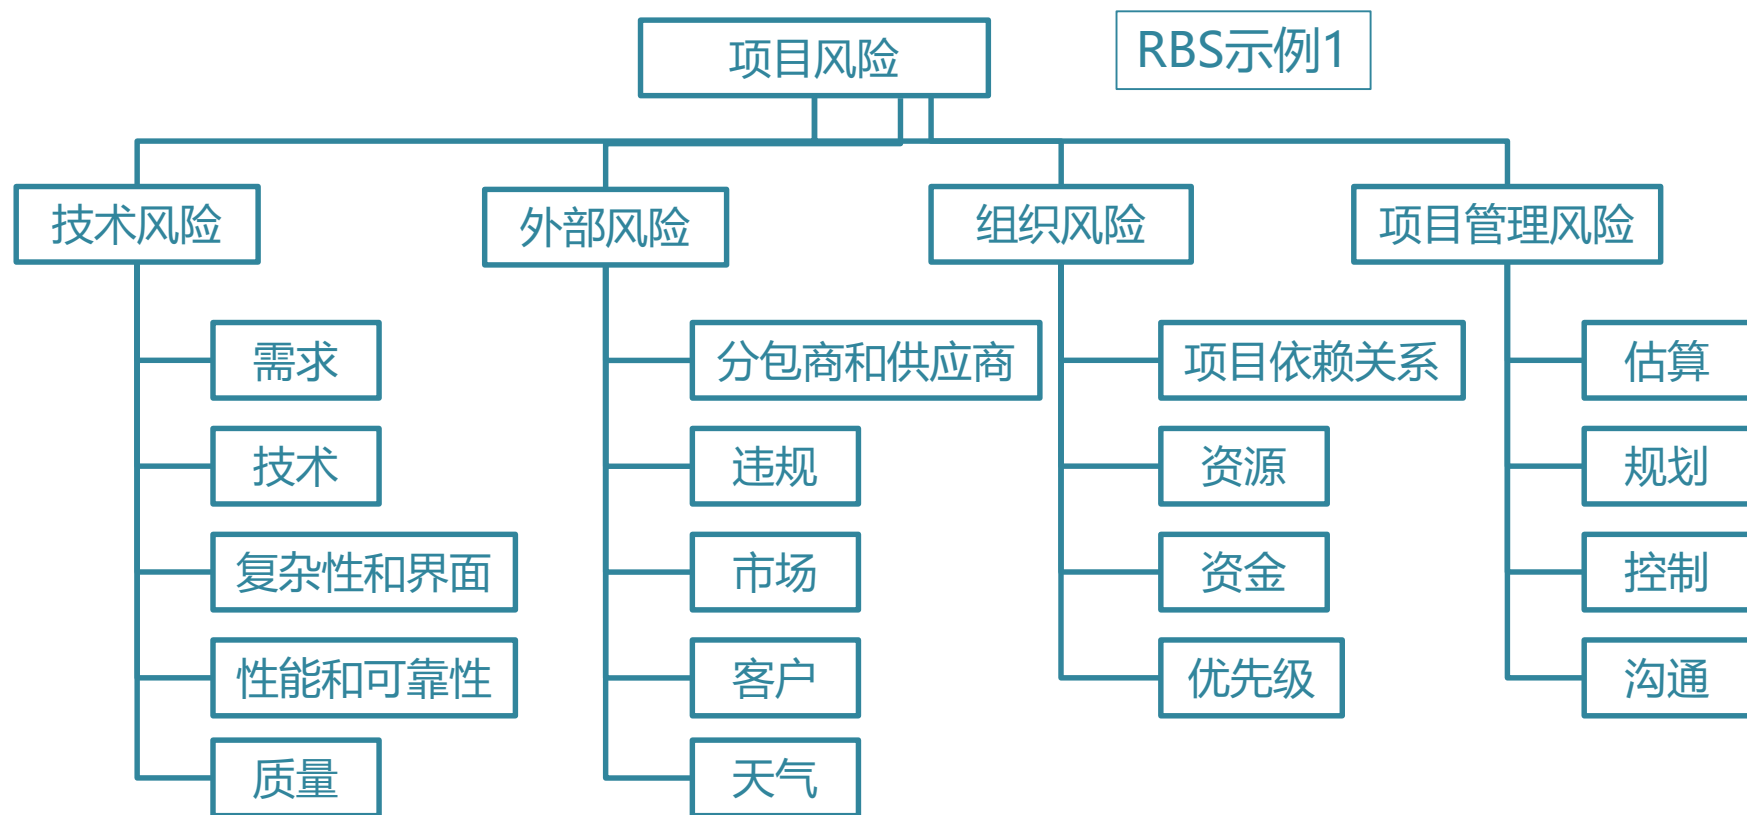 项目风险
RBS示例1
技术风险
外部风险
组织风险
项目管理风险
需求
分包商和供应商
项目依赖关系
估算
技术
违规
资源
规划
复杂性和界面
市场
资金
控制
性能和可靠性
客户
优先级
沟通
质量
天气